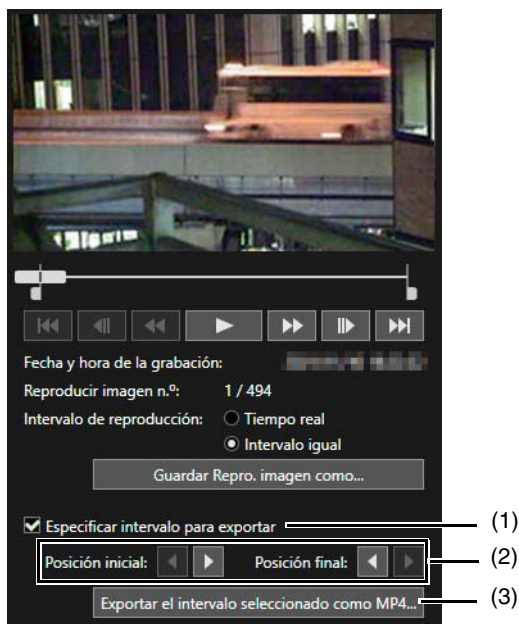 Fecha y hora de la grabación:
Reproducir imagen n.º: 1 / 494
Intervalo de reproducción: Tiempo real
Intervalo igual
Guardar Repro. imagen como...
Especificar intervalo para exportar (1)
Posición inicial: Posición final: (2)
Exportar el intervalo seleccionado como MP4... (3)